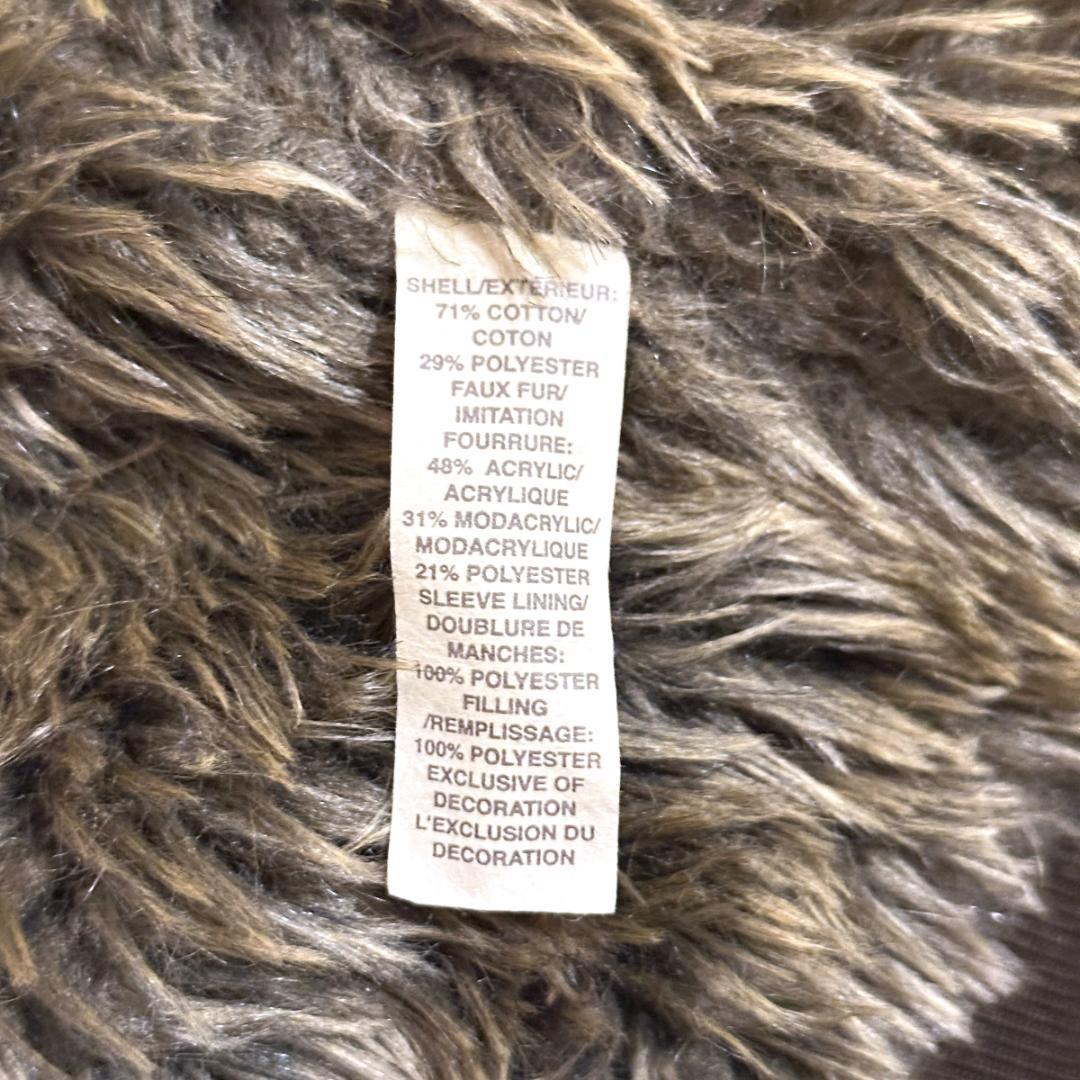 SHELL/EXTÉRIEUR:
71% COTTON/
COTON
29% POLYESTER
FAUX FUR/
IMITATION
FOURRURE:
48% ACRYLIC/
ACRYLIQUE
31% MODACRYLIC/
MODACRYLIQUE
21% POLYESTER
SLEEVE LINING/
DOUBLURE DE
MANCHES:
100% POLYESTER
FILLING
/REMPLISSAGE:
100% POLYESTER
EXCLUSIVE OF
DECORATION
L'EXCLUSION DU
DECORATION